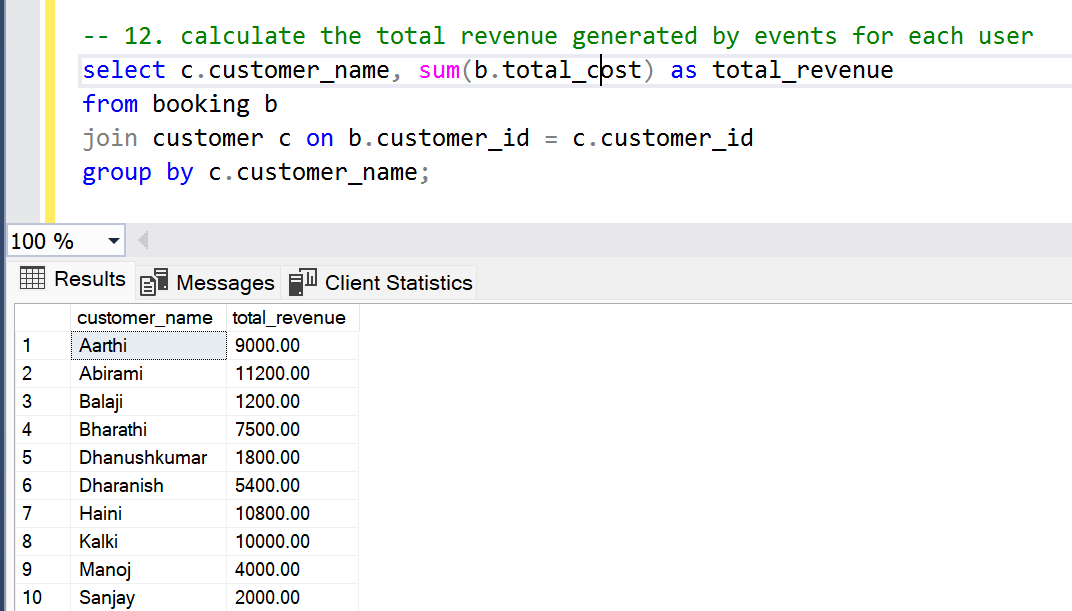 -- 12. calculate the total revenue generated by events for each user
select c.customer_name, sum(b.total_cost) as total_revenue
from booking b
join customer c on b.customer_id = c.customer_id
group by c.customer_name;
100 %
Results Messages Client Statistics
customer_name total_revenue
1 Aarthi 9000.00
2 Abirami 11200.00
3 Balaji 1200.00
4 Bharathi 7500.00
5 Dhanushkumar 1800.00
6 Dharanish 5400.00
7 Haini 10800.00
8 Kalki 10000.00
9 Manoj 4000.00
10 Sanjay 2000.00